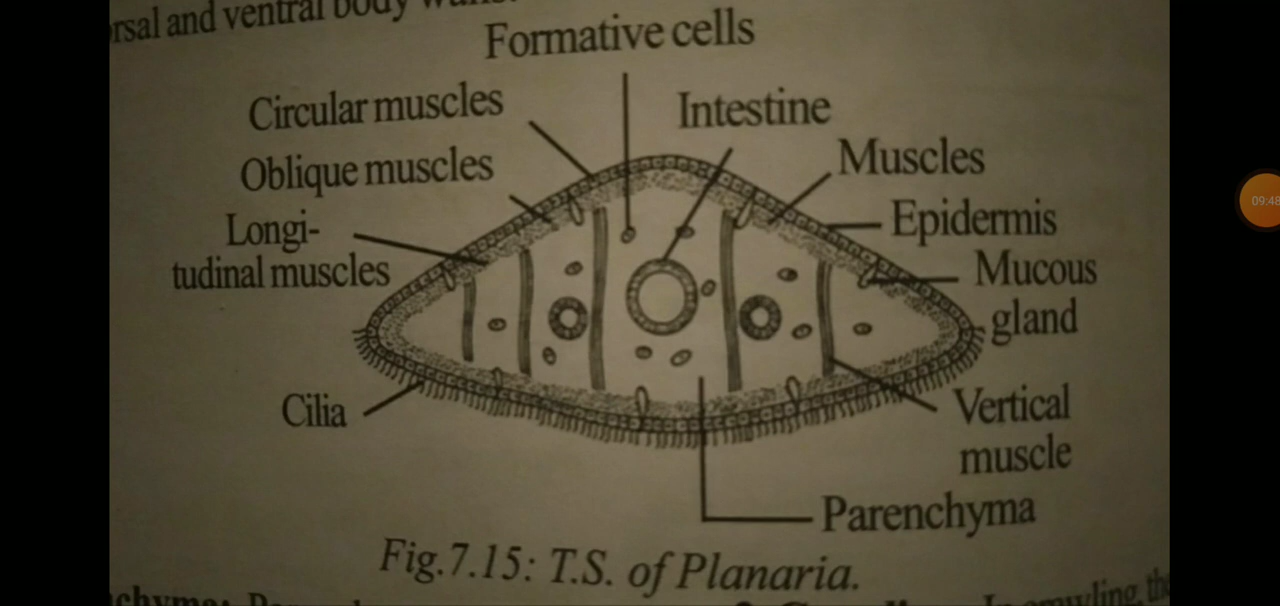 rsal and ventral body
Formative cells
Circular muscles
Intestine
Oblique muscles
Muscles
Longi-
tudinal muscles
Epidermis
Mucous
gland
Cilia
Vertical
muscle
Parenchyma
Fig.7.15: T.S. of Planaria.
09:48